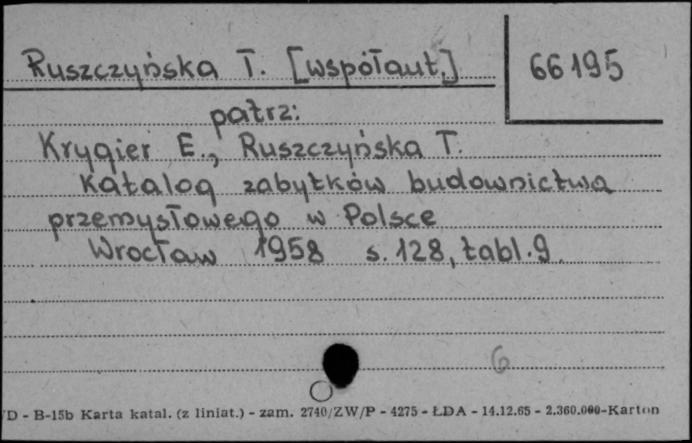 Ruszczyńska T. [współaut.]
66195
patrz:
Krygier E., Ruszczyńska T.
Katalog zabytków budownictwa
przemysłowego w Polsce
Wrocław 1958 s. 128, tabl. 9
6
/D - B-15b Karta katal. (z liniat.) - zam. 2740/ZW/P - 4275 - ŁDA - 14.12.65 - 2.360.000-Karton